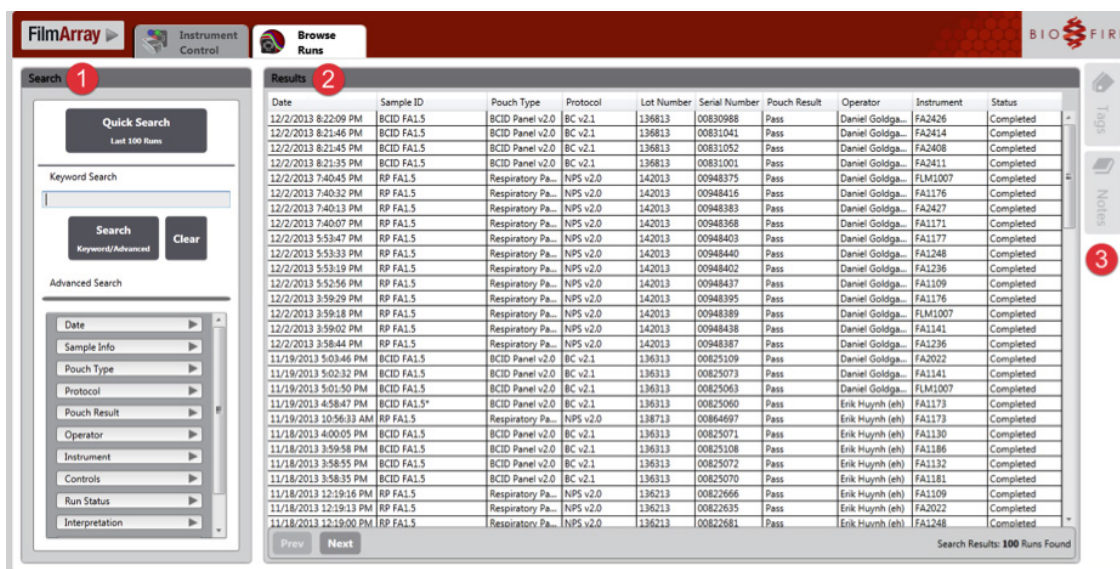 FilmArray
Instrument Control
Browse Runs
BIO FIR
Search 1
Quick Search
Last 100 Runs
Keyword Search
Search
Keyword/Advanced
Clear
Advanced Search
Date
Sample Info
Pouch Type
Protocol
Pouch Result
Operator
Instrument
Controls
Run Status
Interpretation
Results 2
Date Sample ID Pouch Type Protocol Lot Number Serial Number Pouch Result Operator Instrument Status
12/2/2013 8:22:09 PM BCID FA1.5 BCID Panel v2.0 BC v2.1 136813 00830988 Pass Daniel Goldga... FA2426 Completed
12/2/2013 8:21:46 PM BCID FA1.5 BCID Panel v2.0 BC v2.1 136813 00831041 Pass Daniel Goldga... FA2414 Completed
12/2/2013 8:21:45 PM BCID FA1.5 BCID Panel v2.0 BC v2.1 136813 00831052 Pass Daniel Goldga... FA2408 Completed
12/2/2013 8:21:35 PM BCID FA1.5 BCID Panel v2.0 BC v2.1 136813 00831001 Pass Daniel Goldga... FA2411 Completed
12/2/2013 7:40:45 PM RP FA1.5 Respiratory Pa... NPS v2.0 142013 00948375 Pass Daniel Goldga... FLM1007 Completed
12/2/2013 7:40:32 PM RP FA1.5 Respiratory Pa... NPS v2.0 142013 00948416 Pass Daniel Goldga... FA1176 Completed
12/2/2013 7:40:13 PM RP FA1.5 Respiratory Pa... NPS v2.0 142013 00948383 Pass Daniel Goldga... FA2427 Completed
12/2/2013 7:40:07 PM RP FA1.5 Respiratory Pa... NPS v2.0 142013 00948368 Pass Daniel Goldga... FA1171 Completed
12/2/2013 5:53:47 PM RP FA1.5 Respiratory Pa... NPS v2.0 142013 00948403 Pass Daniel Goldga... FA1177 Completed
12/2/2013 5:53:33 PM RP FA1.5 Respiratory Pa... NPS v2.0 142013 00948440 Pass Daniel Goldga... FA1248 Completed
12/2/2013 5:53:19 PM RP FA1.5 Respiratory Pa... NPS v2.0 142013 00948402 Pass Daniel Goldga... FA1236 Completed
12/2/2013 5:52:56 PM RP FA1.5 Respiratory Pa... NPS v2.0 142013 00948437 Pass Daniel Goldga... FA1109 Completed
12/2/2013 3:59:29 PM RP FA1.5 Respiratory Pa... NPS v2.0 142013 00948395 Pass Daniel Goldga... FA1176 Completed
12/2/2013 3:59:18 PM RP FA1.5 Respiratory Pa... NPS v2.0 142013 00948389 Pass Daniel Goldga... FLM1007 Completed
12/2/2013 3:59:02 PM RP FA1.5 Respiratory Pa... NPS v2.0 142013 00948438 Pass Daniel Goldga... FA1141 Completed
12/2/2013 3:58:44 PM RP FA1.5 Respiratory Pa... NPS v2.0 142013 00948387 Pass Daniel Goldga... FA1236 Completed
11/19/2013 5:03:46 PM BCID FA1.5 BCID Panel v2.0 BC v2.1 136313 00825109 Pass Daniel Goldga... FA2022 Completed
11/19/2013 5:02:32 PM BCID FA1.5 BCID Panel v2.0 BC v2.1 136313 00825073 Pass Daniel Goldga... FA1141 Completed
11/19/2013 5:01:50 PM BCID FA1.5 BCID Panel v2.0 BC v2.1 136313 00825063 Pass Daniel Goldga... FLM1007 Completed
11/19/2013 4:58:47 PM BCID FA1.5* BCID Panel v2.0 BC v2.1 136313 00825060 Pass Erik Huynh (eh) FA1173 Completed
11/19/2013 10:56:33 AM RP FA1.5 Respiratory Pa... NPS v2.0 138713 00864697 Pass Erik Huynh (eh) FA1173 Completed
11/18/2013 4:00:05 PM BCID FA1.5 BCID Panel v2.0 BC v2.1 136313 00825071 Pass Erik Huynh (eh) FA1130 Completed
11/18/2013 3:59:58 PM BCID FA1.5 BCID Panel v2.0 BC v2.1 136313 00825108 Pass Erik Huynh (eh) FA1186 Completed
11/18/2013 3:58:55 PM BCID FA1.5 BCID Panel v2.0 BC v2.1 136313 00825072 Pass Erik Huynh (eh) FA1132 Completed
11/18/2013 3:58:35 PM BCID FA1.5 BCID Panel v2.0 BC v2.1 136313 00825070 Pass Erik Huynh (eh) FA1181 Completed
11/18/2013 12:19:16 PM RP FA1.5 Respiratory Pa... NPS v2.0 136213 00822666 Pass Erik Huynh (eh) FA1109 Completed
11/18/2013 12:19:13 PM RP FA1.5 Respiratory Pa... NPS v2.0 136213 00822635 Pass Erik Huynh (eh) FA2022 Completed
11/18/2013 12:19:00 PM RP FA1.5 Respiratory Pa... NPS v2.0 136213 00822681 Pass Erik Huynh (eh) FA1248 Completed
Prev Next Search Results: 100 Runs Found
Tags
Notes
3